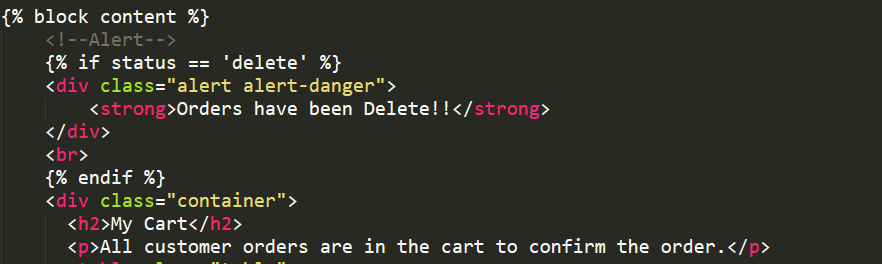 {% block content %}
<!--Alert-->
{% if status == 'delete' %}
<div class="alert alert-danger">
<strong>Orders have been Delete!!</strong>
</div>
<br>
{% endif %}
<div class="container">
<h2>My Cart</h2>
<p>All customer orders are in the cart to confirm the order.</p>